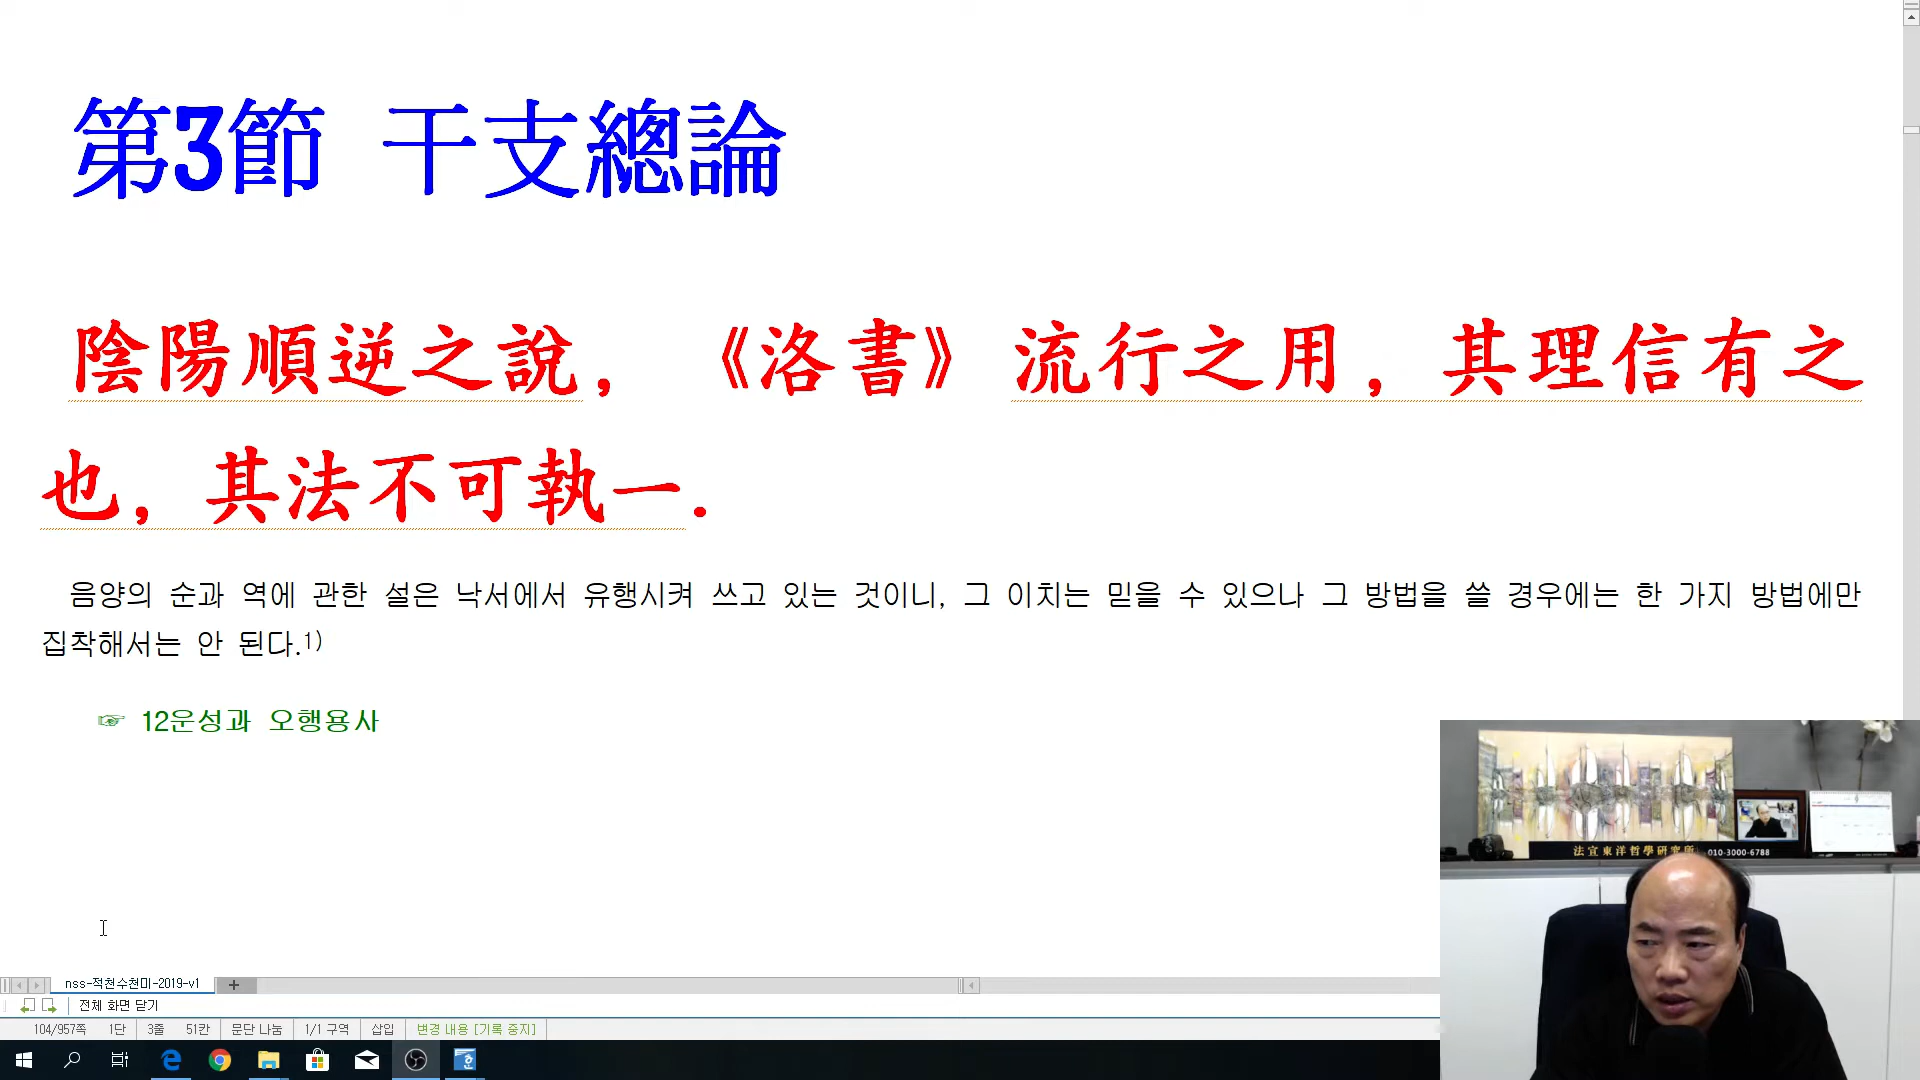 第3節 干支總論
陰陽順逆之說, 《洛書》 流行之用, 其理信有之
也, 其法不可執一.
음양의 순과 역에 관한 설은 낙서에서 유행시켜 쓰고 있는 것이니, 그 이치는 믿을 수 있으나 그 방법을 쓸 경우에는 한 가지 방법에만
집착해서는 안 된다.1)
☞ 12운성과 오행용사
法宜東洋哲學硏究所 010-3000-6788
nss-적천수천미-2019-v1
전체 화면 닫기
104/957쪽 1단 3줄 51칸 문단 나눔 1/1 구역 삽입 변경 내용 [기록 중지]